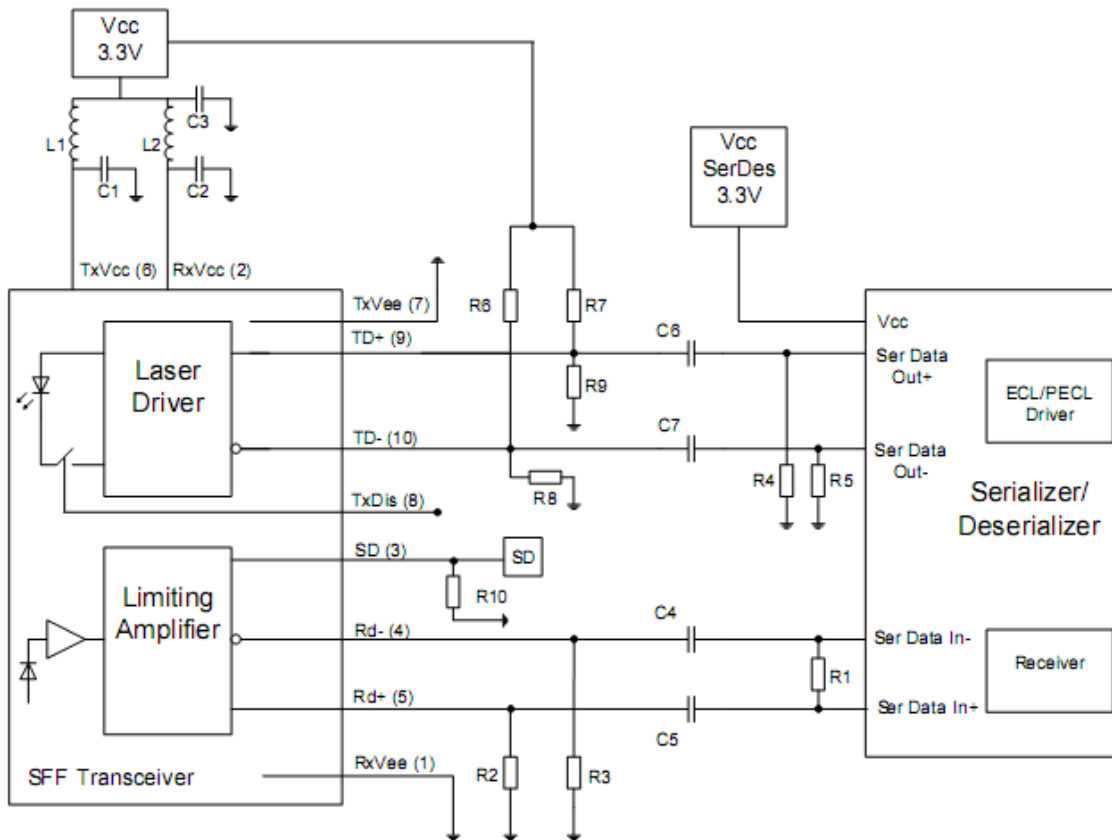 Vcc
3.3V
C3
L1
L2
C1
C2
Vcc
SerDes
3.3V
TxVcc (6)
RxVcc (2)
TxVee (7)
R6
R7
Vcc
TD+ (9)
C6
Ser Data
Out+
Laser
Driver
R9
ECL/PECL
Driver
TD- (10)
C7
Ser Data
Out-
R8
R4
R5
TxDis (8)
Serializer/
Deserializer
SD (3)
SD
R10
Limiting
Amplifier
C4
Rd- (4)
Ser Data In-
R1
Receiver
Rd+ (5)
Ser Data In+
C5
RxVee (1)
R2
R3
SFF Transceiver